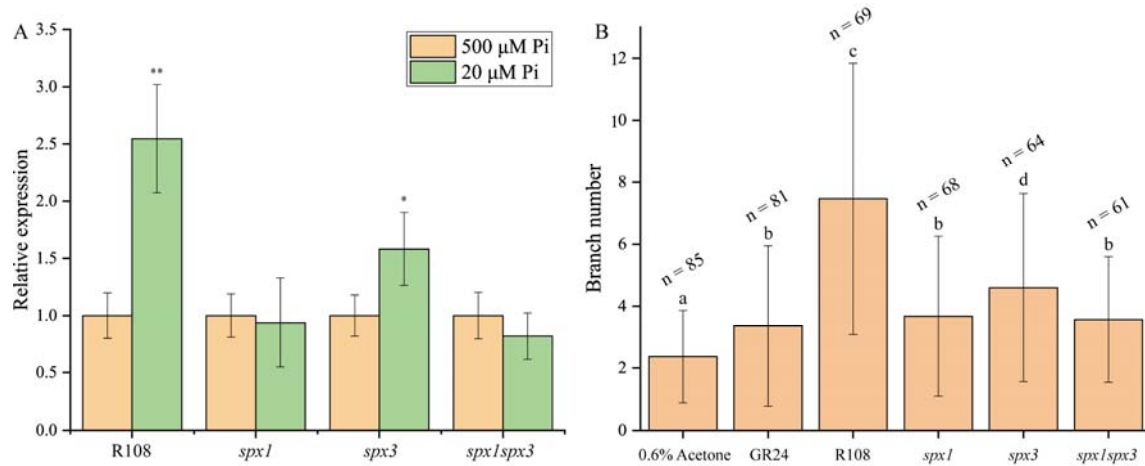 A
500 μM Pi
20 μM Pi
Relative expression
3.5
3.0
2.5
2.0
1.5
1.0
0.5
0.0
**
*
R108
spx1
spx3
spx1spx3
B
Branch number
12
10
8
6
4
2
0
n = 85
a
n = 81
b
n = 69
c
n = 68
b
n = 64
d
n = 61
b
0.6% Acetone
GR24
R108
spx1
spx3
spx1spx3